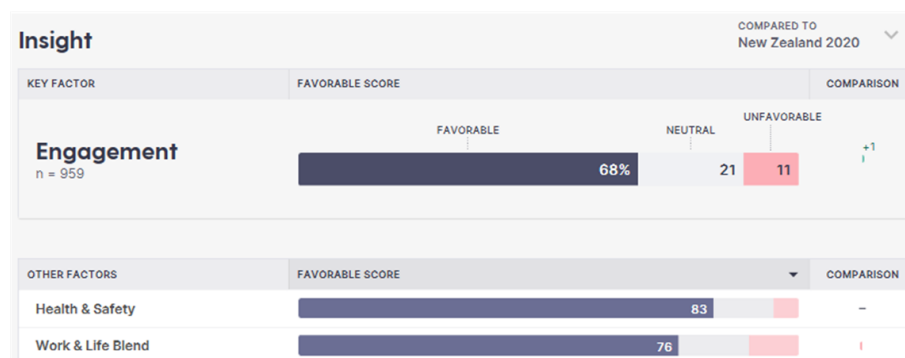 Insight
COMPARED TO
New Zealand 2020
KEY FACTOR FAVORABLE SCORE COMPARISON
FAVORABLE NEUTRAL UNFAVORABLE
Engagement
n = 959
68% 21 11 +1
OTHER FACTORS FAVORABLE SCORE COMPARISON
Health & Safety 83 –
Work & Life Blend 76